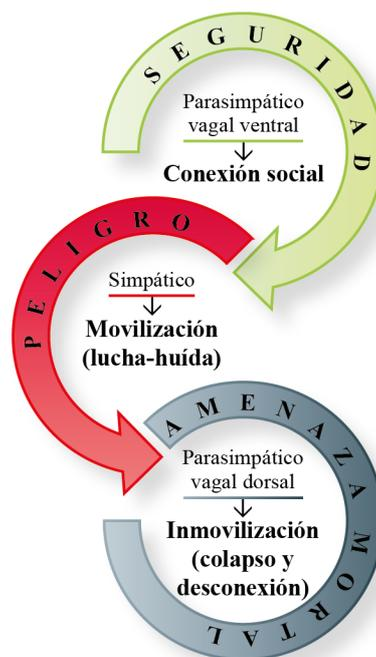 SEGURIDAD
Parasimpático
vagal ventral
Conexión social
PELIGRO
Simpático
Movilización
(lucha-huída)
AMENAZA MORTAL
Parasimpático
vagal dorsal
Inmovilización
(colapso y
desconexión)